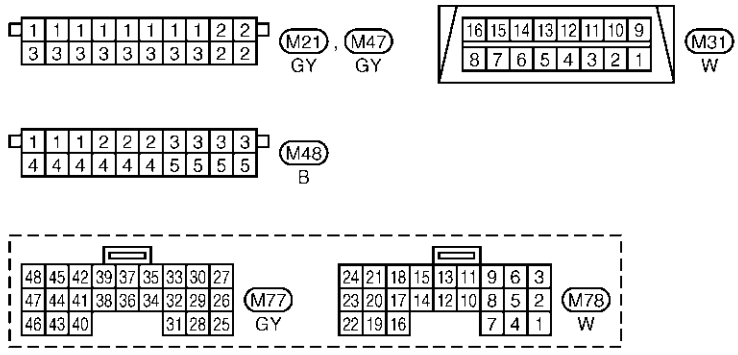 1 1 1 1 1 1 1 1 2 2
3 3 3 3 3 3 3 3 2 2
M21 , M47
GY GY
16 15 14 13 12 11 10 9
8 7 6 5 4 3 2 1
M31
W
1 1 1 2 2 2 3 3 3 3
4 4 4 4 4 4 5 5 5 5
M48
B
48 45 42 39 37 35 33 30 27
47 44 41 38 36 34 32 29 26
46 43 40 31 28 25
M77
GY
24 21 18 15 13 11 9 6 3
23 20 17 14 12 10 8 5 2
22 19 16 7 4 1
M78
W